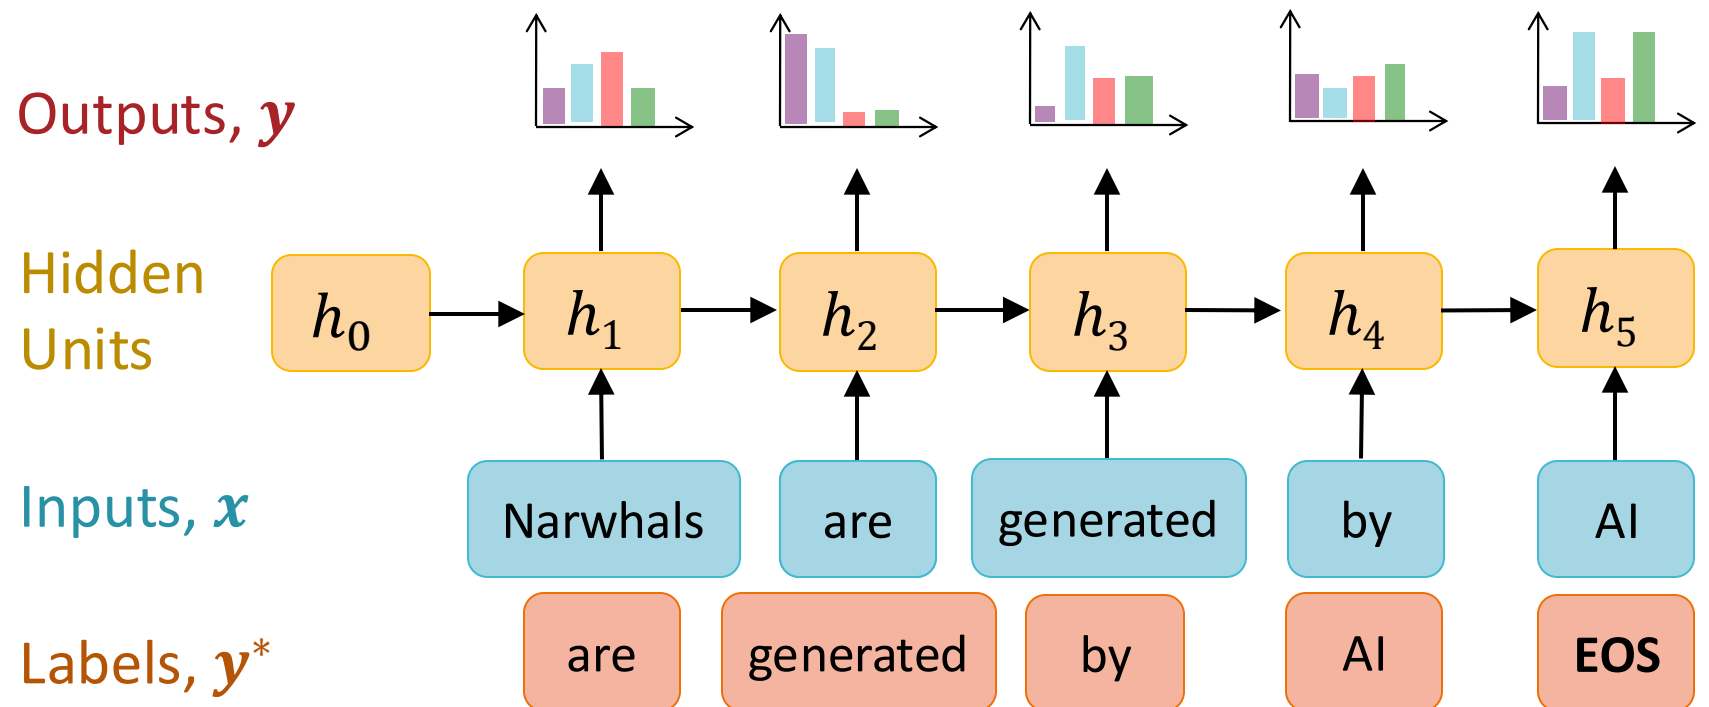 Outputs, y
Hidden
Units
h₀
h₁
h₂
h₃
h₄
h₅
Inputs, x
Narwhals
are
generated
by
AI
Labels, y*
are
generated
by
AI
EOS